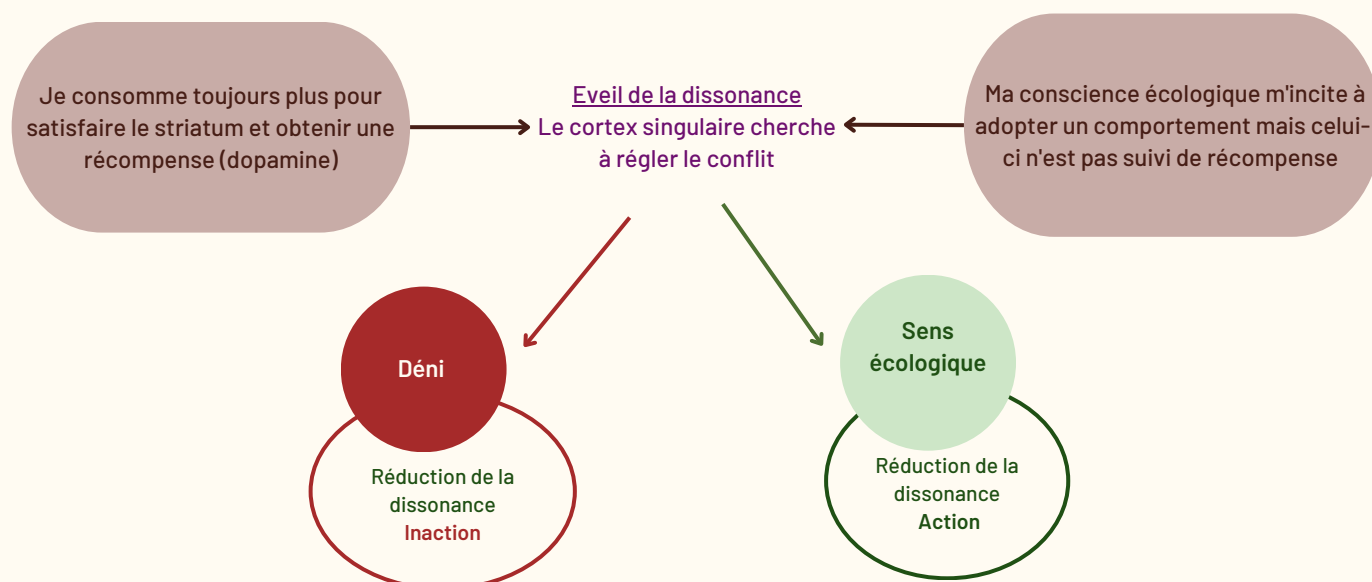 Je consomme toujours plus pour
satisfaire le striatum et obtenir une
récompense (dopamine)
Eveil de la dissonance
Le cortex singulaire cherche
à régler le conflit
Ma conscience écologique m'incite à
adopter un comportement mais celui-
ci n'est pas suivi de récompense
Déni
Réduction de la
dissonance
Inaction
Sens
écologique
Réduction de la
dissonance
Action